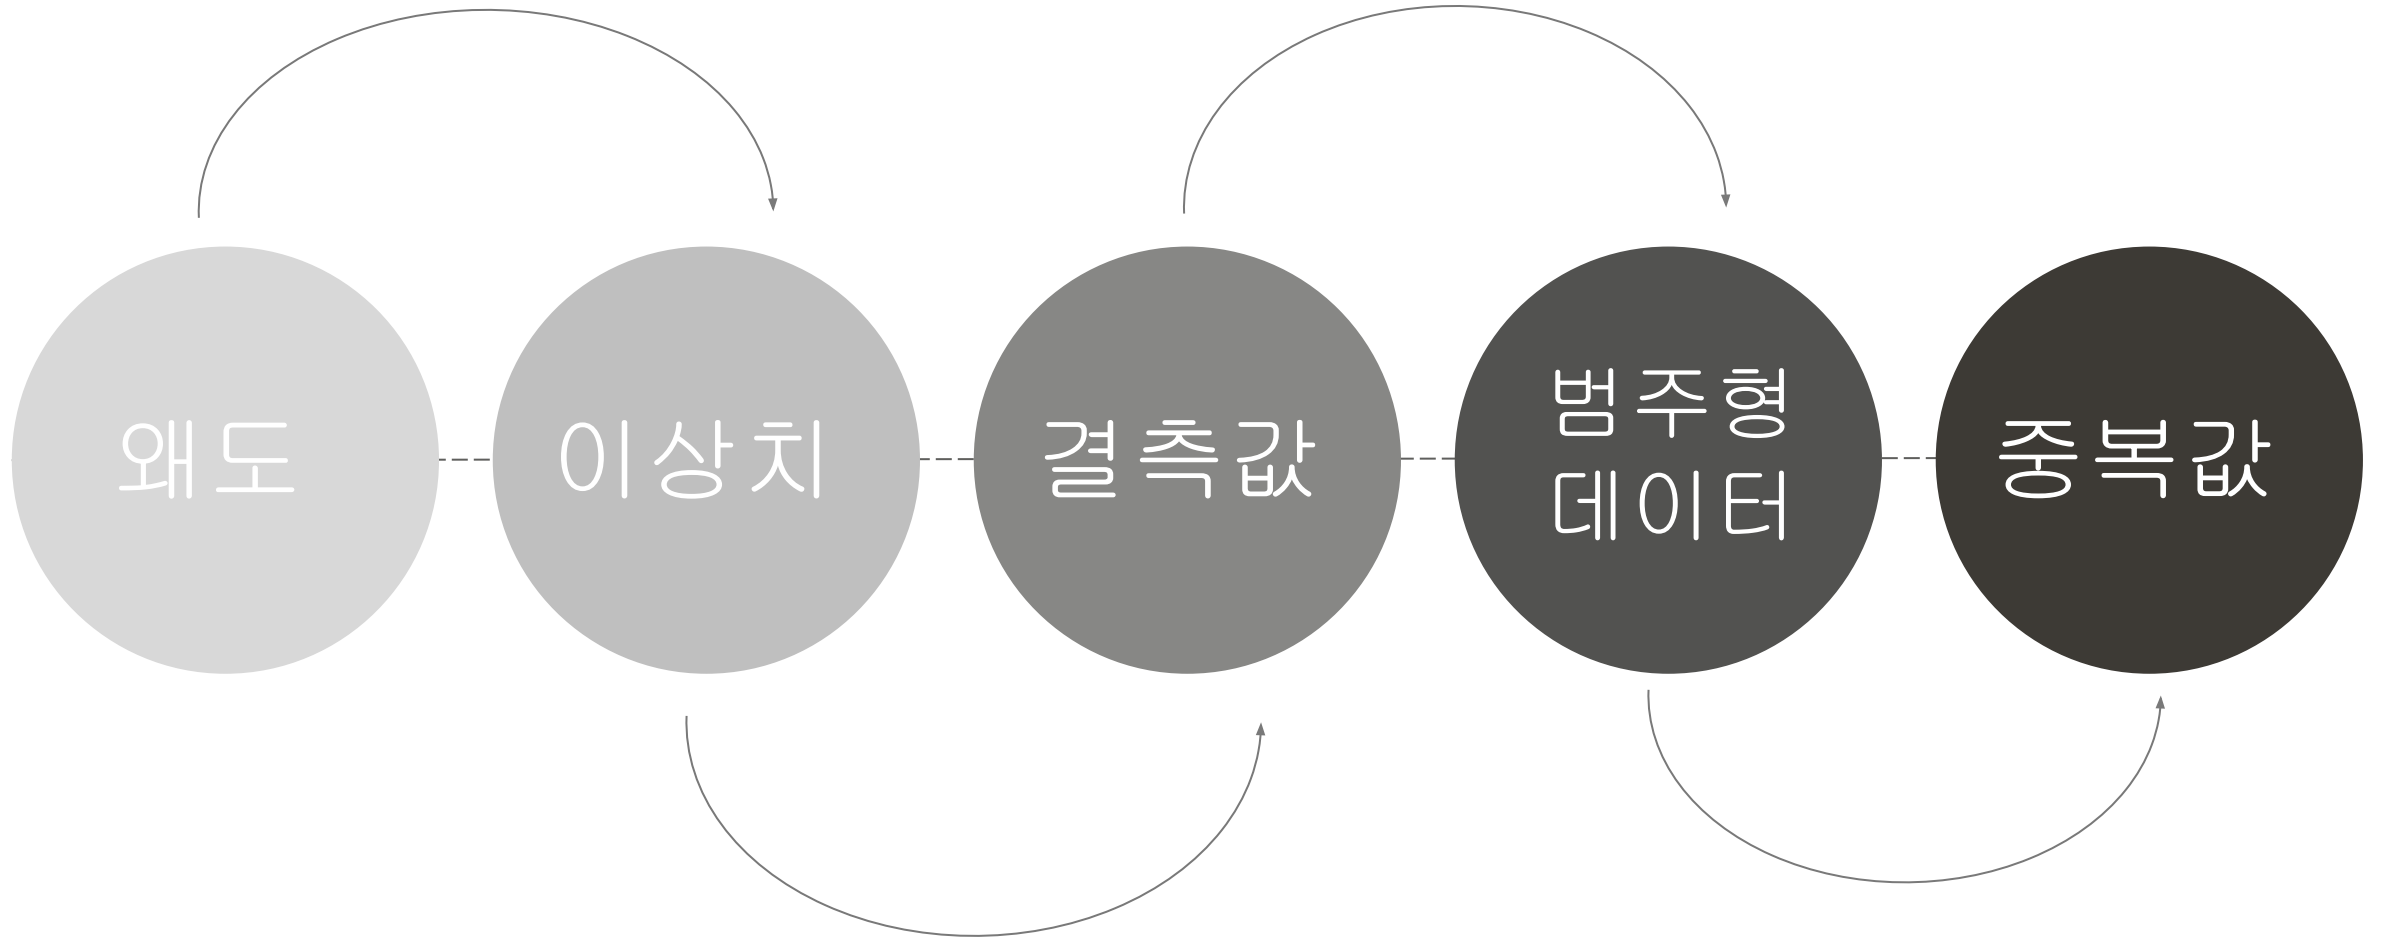 왜도
이상치
결측값
범주형
데이터
중복값